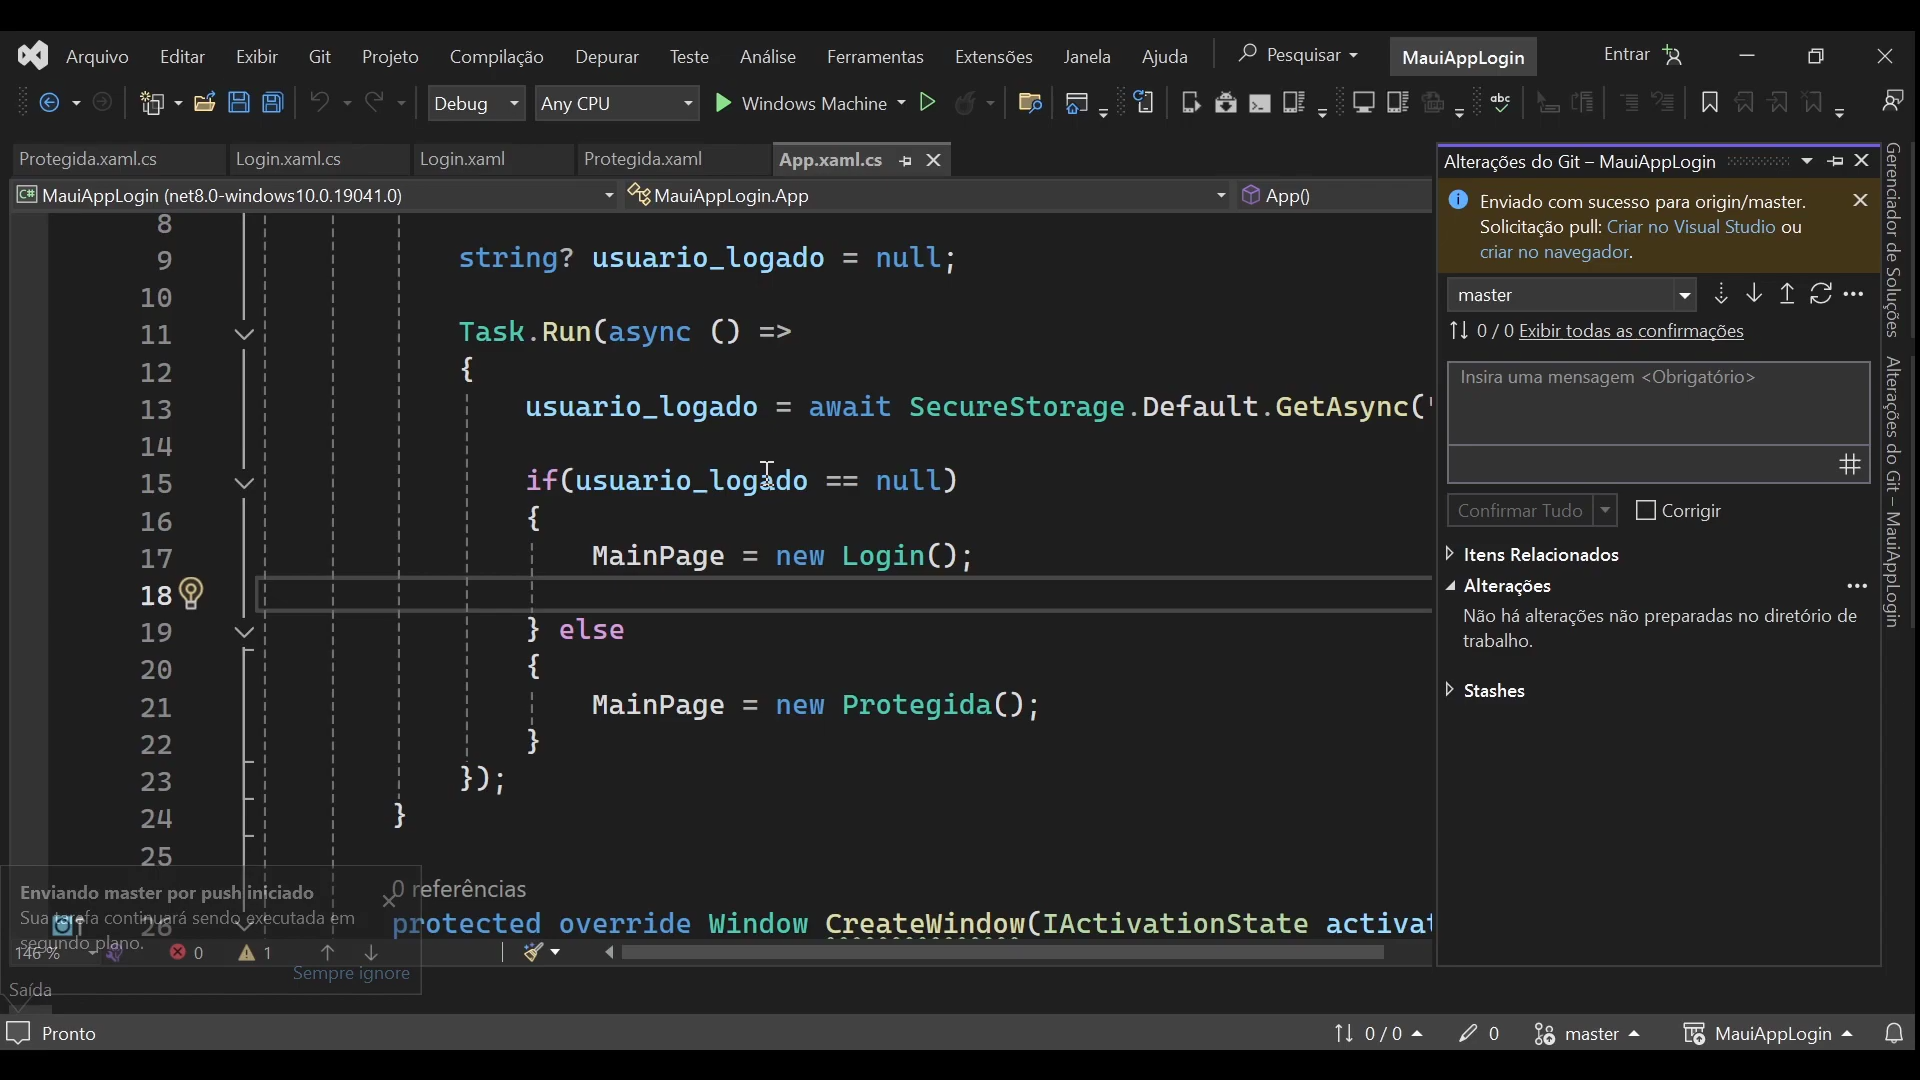 Arquivo Editar Exibir Git Projeto Compilação Depurar Teste Análise Ferramentas Extensões Janela Ajuda Pesquisar MauiAppLogin Entrar
Debug Any CPU Windows Machine
Protegida.xaml.cs Login.xaml.cs Login.xaml Protegida.xaml App.xaml.cs
MauiAppLogin (net8.0-windows10.0.19041.0) MauiAppLogin.App App()
8
9 string? usuario_logado = null;
10
11 Task.Run(async () =>
12 {
13 usuario_logado = await SecureStorage.Default.GetAsync("
14
15 if(usuario_logado == null)
16 {
17 MainPage = new Login();
18
19 } else
20 {
21 MainPage = new Protegida();
22 }
23 });
24 }
25
0 referências
26 protected override Window CreateWindow(IActivationState activat
Enviando master por push iniciado
Sua tarefa continuará sendo executada em
segundo plano.
Sempre ignore
146 % 0 1
Saída
Pronto
Alterações do Git – MauiAppLogin
Enviado com sucesso para origin/master.
Solicitação pull: Criar no Visual Studio ou
criar no navegador.
master
0 / 0 Exibir todas as confirmações
Insira uma mensagem <Obrigatório>
Confirmar Tudo Corrigir
Itens Relacionados
Alterações
Não há alterações não preparadas no diretório de
trabalho.
Stashes
Gerenciador de Soluções
Alterações do Git – MauiAppLogin
0 / 0 0 master MauiAppLogin